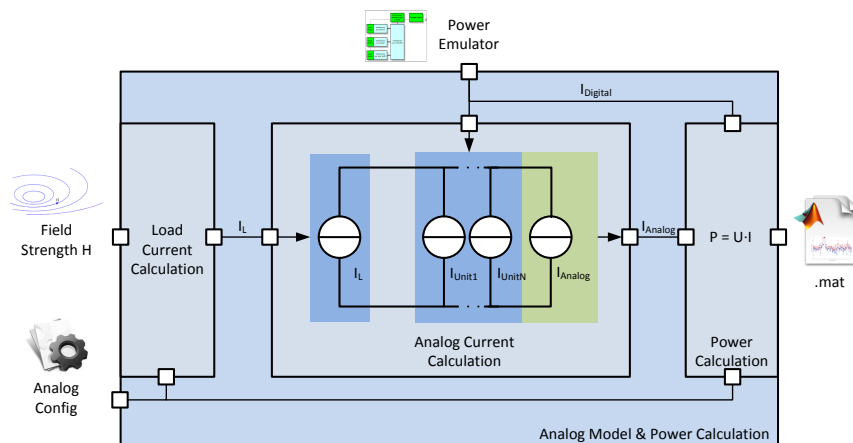 Power
Emulator
I_Digital
Field
Strength H
Load
Current
Calculation
I_L
I_L
I_Unit1
I_UnitN
I_Analog
I_Analog
P = U·I
.mat
Analog Current
Calculation
Power
Calculation
Analog
Config
Analog Model & Power Calculation